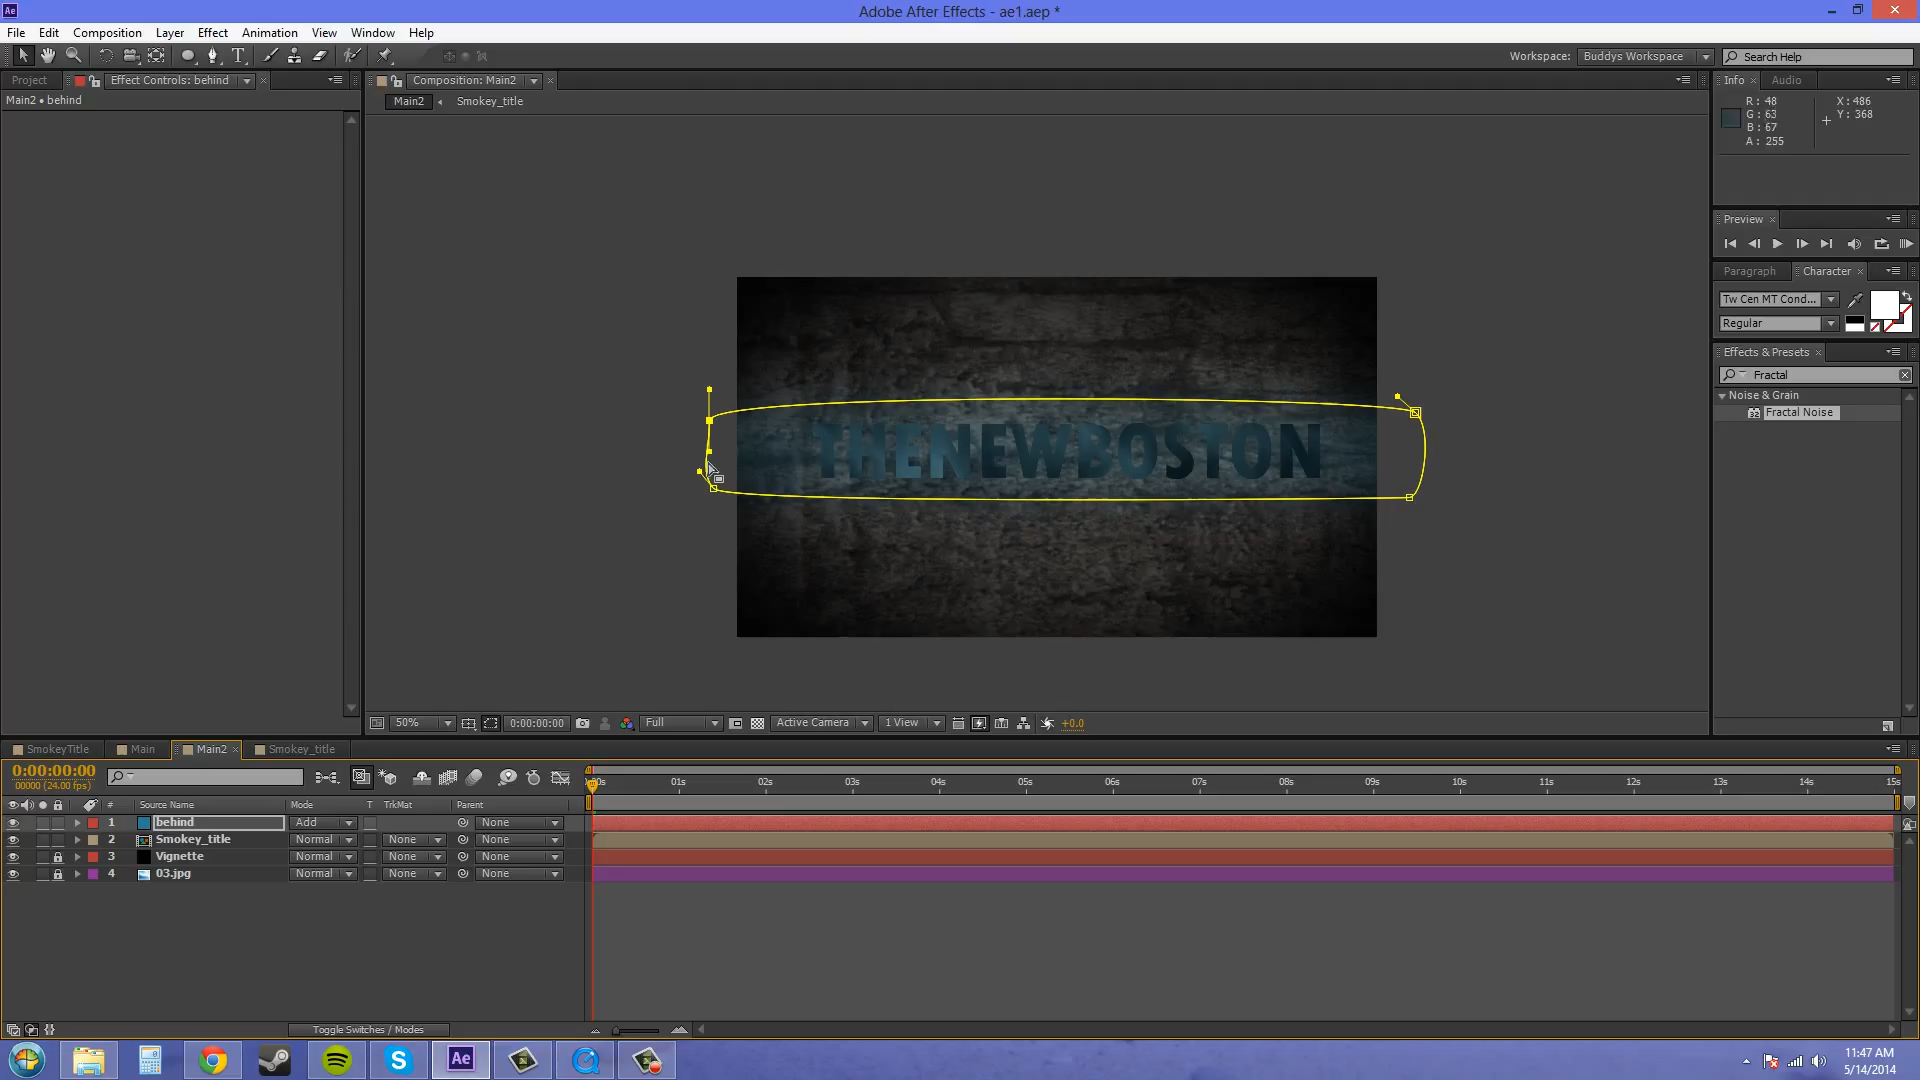 Ae Adobe After Effects - ae1.aep *
File Edit Composition Layer Effect Animation View Window Help
T Workspace: Buddys Workspace Search Help
Project Effect Controls: behind Composition: Main2 Info Audio
Main2 • behind Main2 Smokey_title
R: 48 X: 486
G: 63 Y: 368
B: 67
A: 255
Preview
Paragraph Character
Tw Cen MT Cond...
Regular
Effects & Presets
Fractal
Noise & Grain
32 Fractal Noise
THENEWBOSTON
50% 0:00:00:00 Full Active Camera 1 View +0.0
SmokeyTitle Main Main2 Smokey_title
0:00:00:00
00000 (24.00 fps)
01s 02s 03s 04s 05s 06s 07s 08s 09s 10s 11s 12s 13s 14s 15s
# Source Name Mode T TrkMat Parent
1 behind Add None
2 Smokey_title Normal None None
3 Vignette Normal None None
4 03.jpg Normal None None
Toggle Switches / Modes
Ae
11:47 AM
5/14/2014